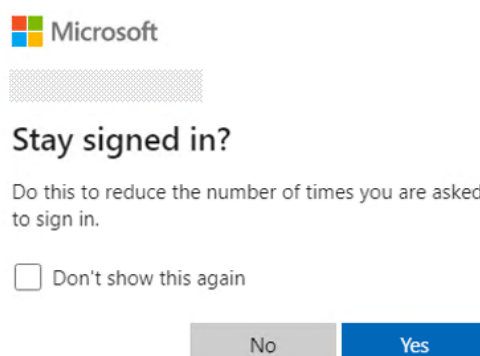 Microsoft
Stay signed in?
Do this to reduce the number of times you are asked
to sign in.
Don't show this again
No
Yes